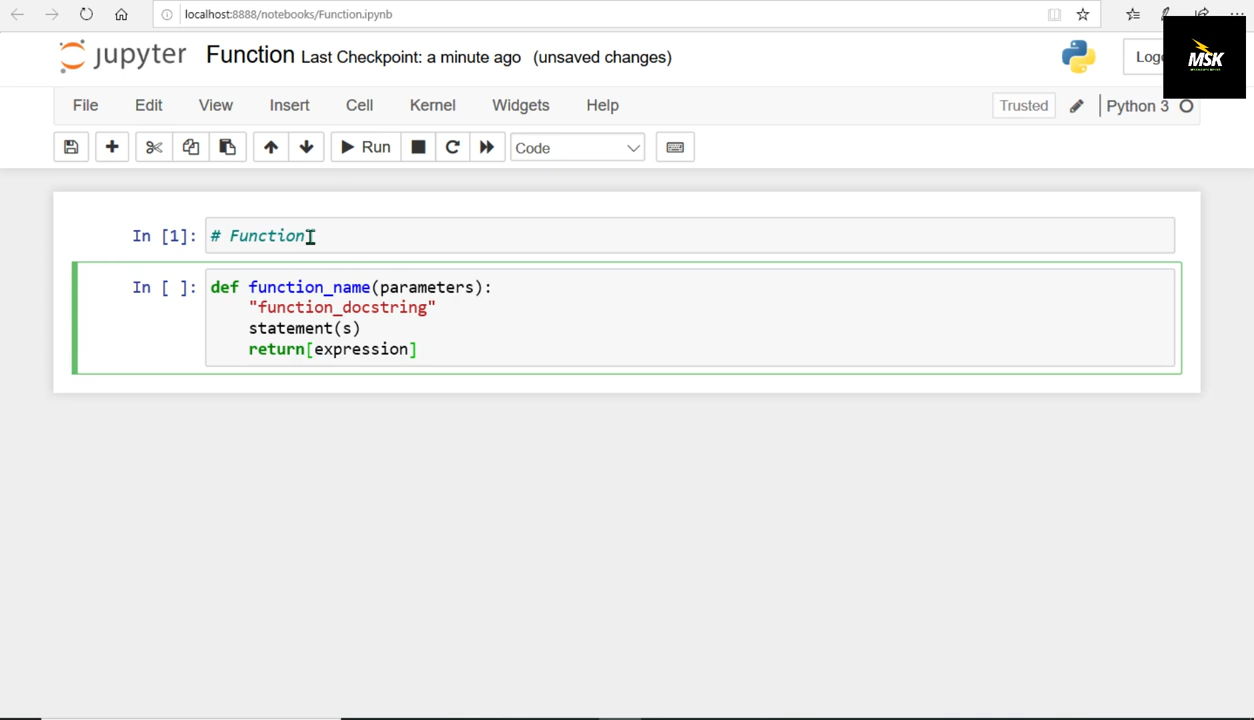 localhost:8888/notebooks/Function.ipynb
jupyter Function Last Checkpoint: a minute ago (unsaved changes)
MSK
File Edit View Insert Cell Kernel Widgets Help Trusted Python 3
Run Code
In [1]: # Function
In [ ]: def function_name(parameters):
"function_docstring"
statement(s)
return[expression]